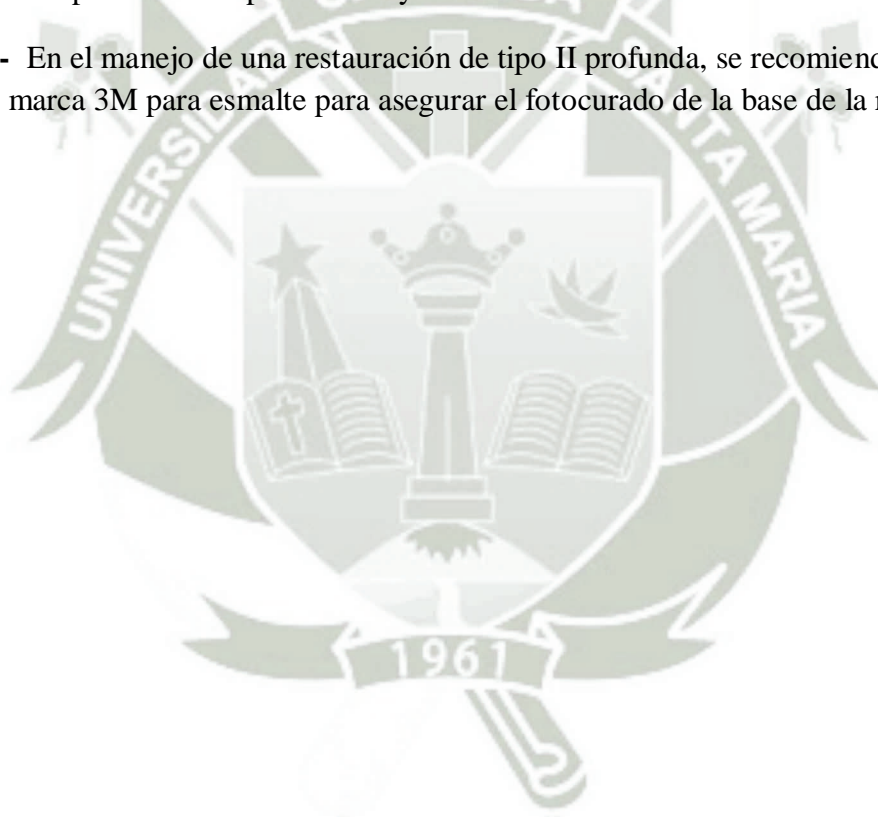 - En el manejo de una restauración de tipo II profunda, se recomien
marca 3M para esmalte para asegurar el fotocurado de la base de la
UNIVERSIDAD
SANTA MARIA
1961